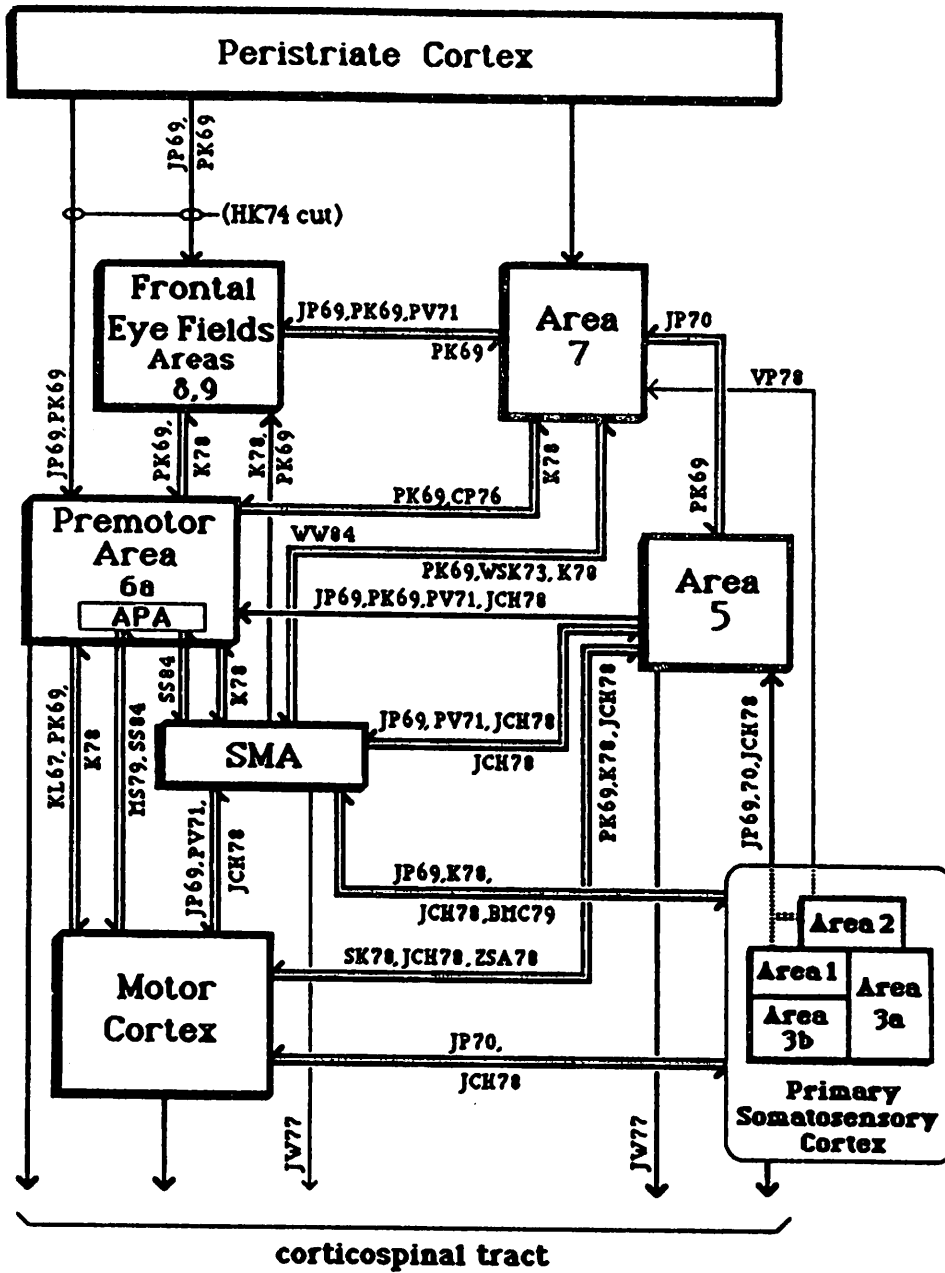 Peristriate Cortex
JP69,
PK69
(HK74 cut)
Frontal
Eye Fields
Areas
8,9
JP69,PK69,PV71
PK69
Area
7
JP70
VP78
JP69,PK69
PK69,
K78
K78,
PK69
K78
PK69
PK69,CP76
Premotor
Area
6a
APA
WW84
PK69,WSK73,K78
JP69,PK69,PV71,JCH78
Area
5
KL67,PK69,
K78
MS79,SS84
SS84
K78
SMA
JP69,PV71,JCH78
JCH78
PK69,K78,JCH78
JP69,70,JCH78
JP69,PV71,
JCH78
JP69,K78,
JCH78,BMC79
SK78,JCH78,ZSA78
Motor
Cortex
JP70,
JCH78
Area 2
Area 1
Area
3a
Area
3b
Primary
Somatosensory
Cortex
JW77
JW77
corticospinal tract